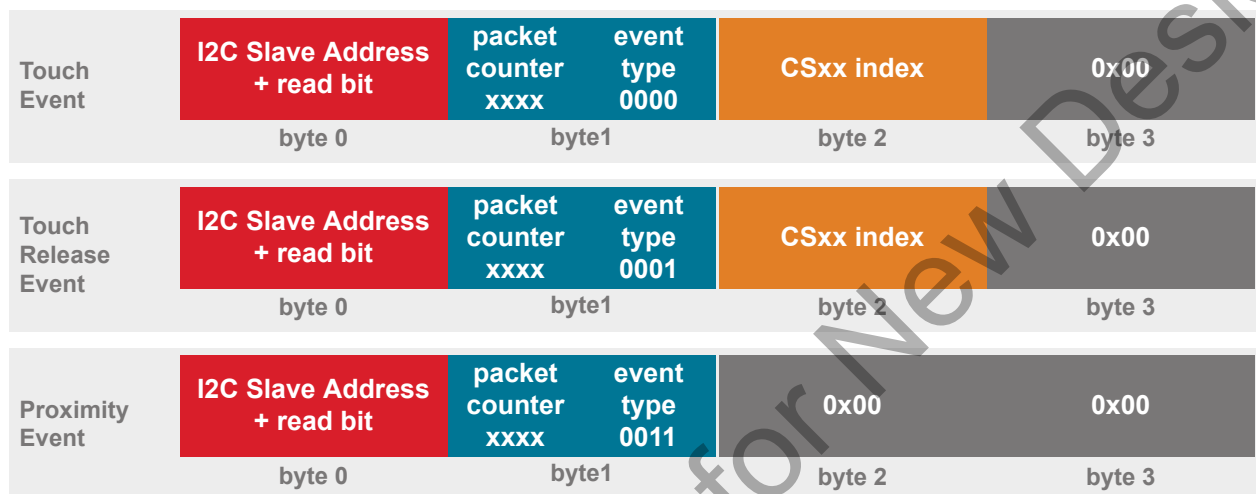 Touch
Event
I2C Slave Address
+ read bit
packet event
counter type
xxxx 0000
CSxx index
0x00
byte 0
byte1
byte 2
byte 3
Touch
Release
Event
I2C Slave Address
+ read bit
packet event
counter type
xxxx 0001
CSxx index
0x00
byte 0
byte1
byte 2
byte 3
Proximity
Event
I2C Slave Address
+ read bit
packet event
counter type
xxxx 0011
0x00
0x00
byte 0
byte1
byte 2
byte 3
for New Desi